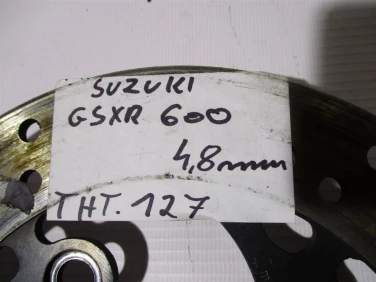 SUZUKI
GSXR 600
4,8mm
THT. 127